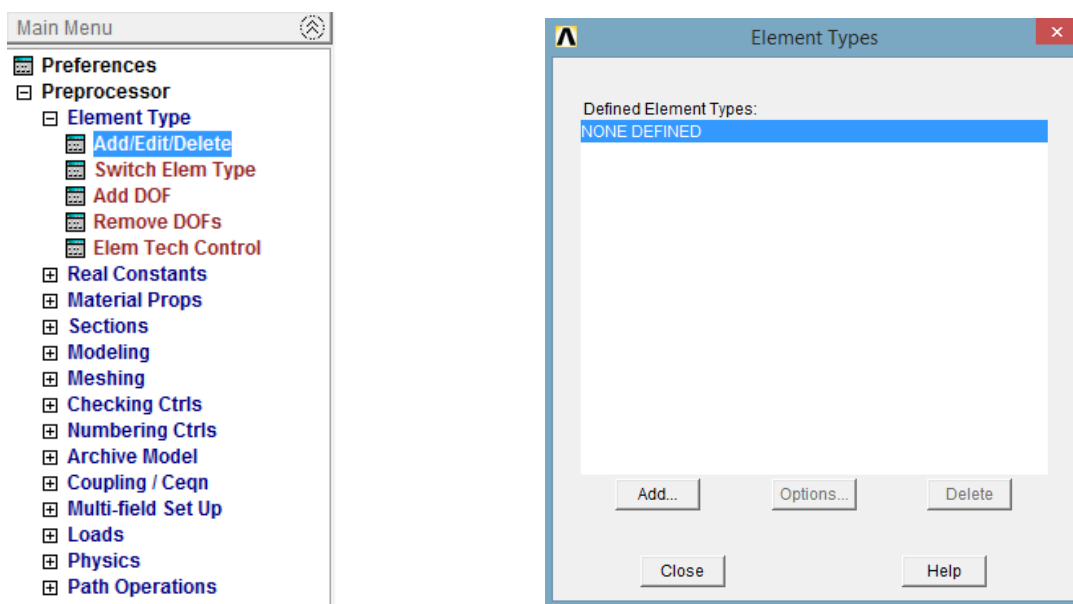 Main Menu
Preferences
Preprocessor
Element Type
Add/Edit/Delete
Switch Elem Type
Add DOF
Remove DOFs
Elem Tech Control
Real Constants
Material Props
Sections
Modeling
Meshing
Checking Ctrls
Numbering Ctrls
Archive Model
Coupling / Ceqn
Multi-field Set Up
Loads
Physics
Path Operations
Element Types
Defined Element Types:
NONE DEFINED
Add... Options... Delete
Close Help